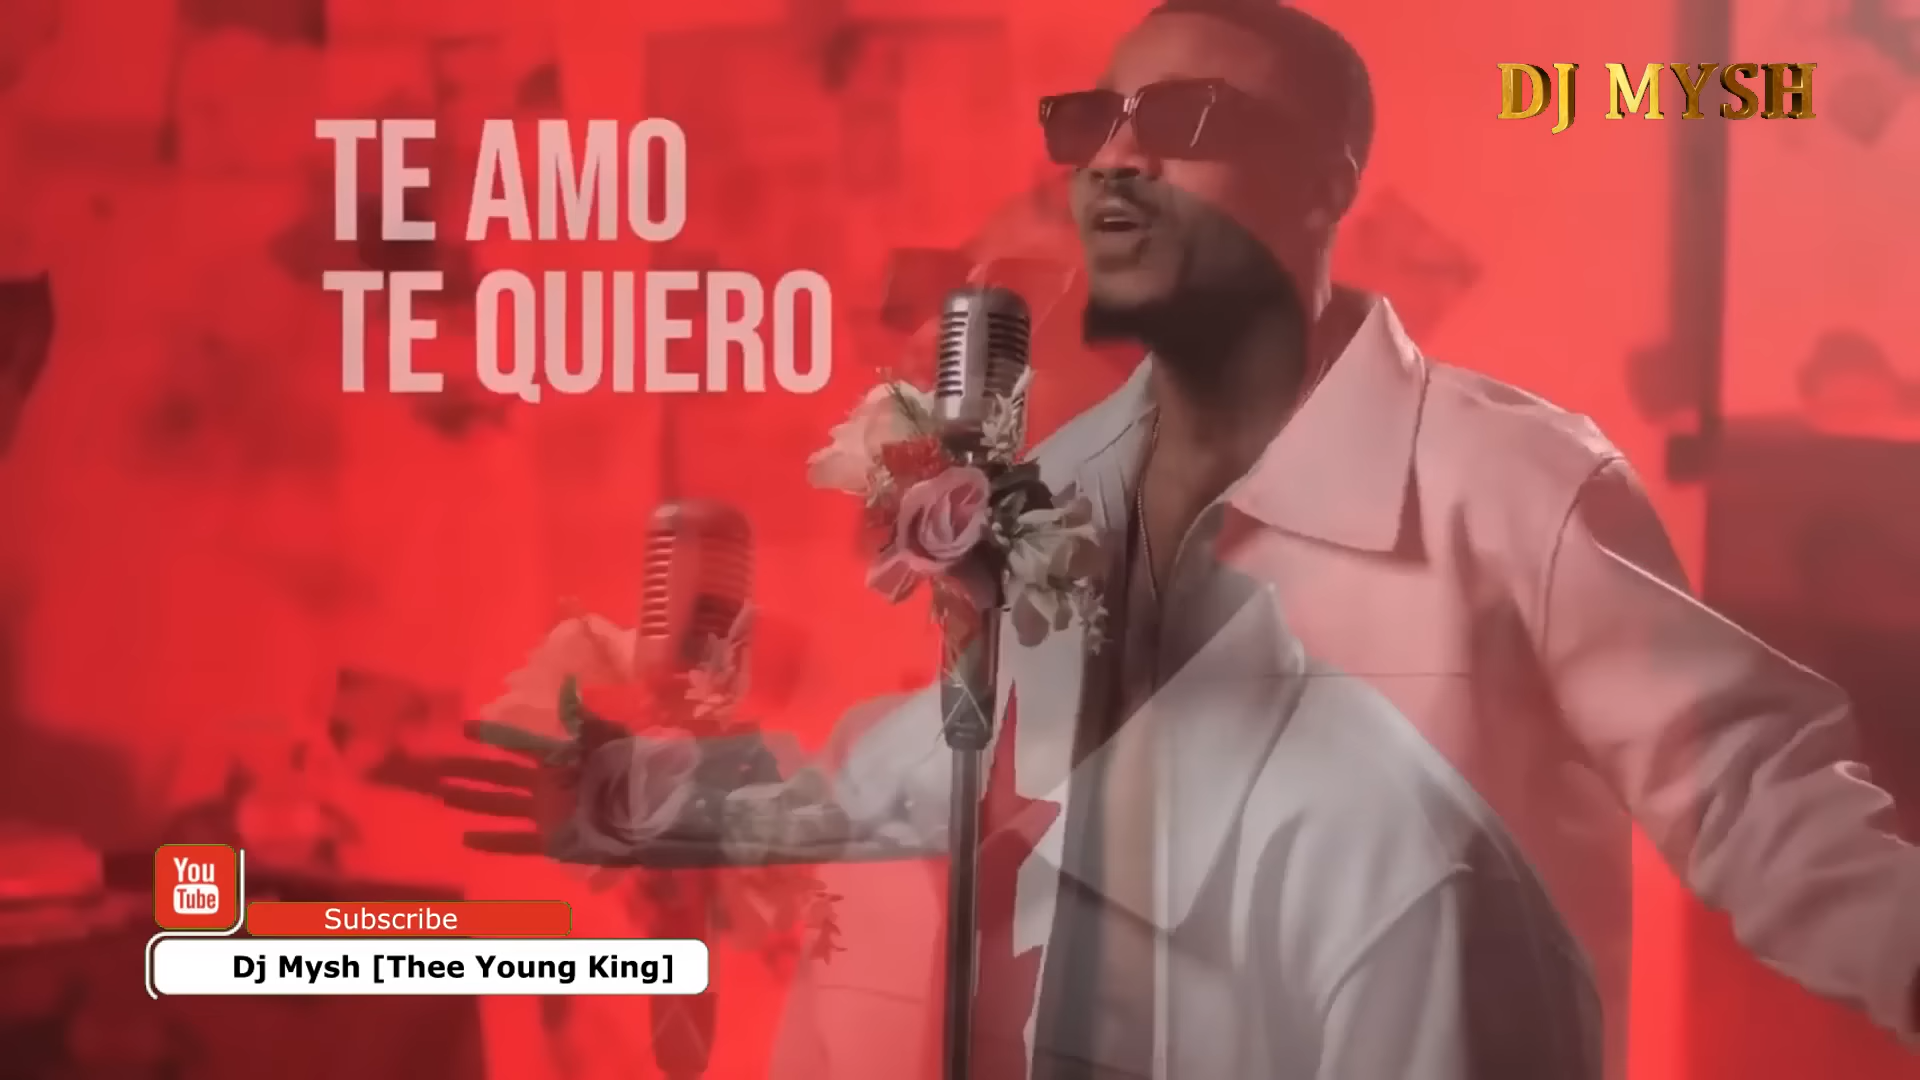 DJ MYSH
TE AMO
TE QUIERO
You
Tube
Subscribe
Dj Mysh [Thee Young King]